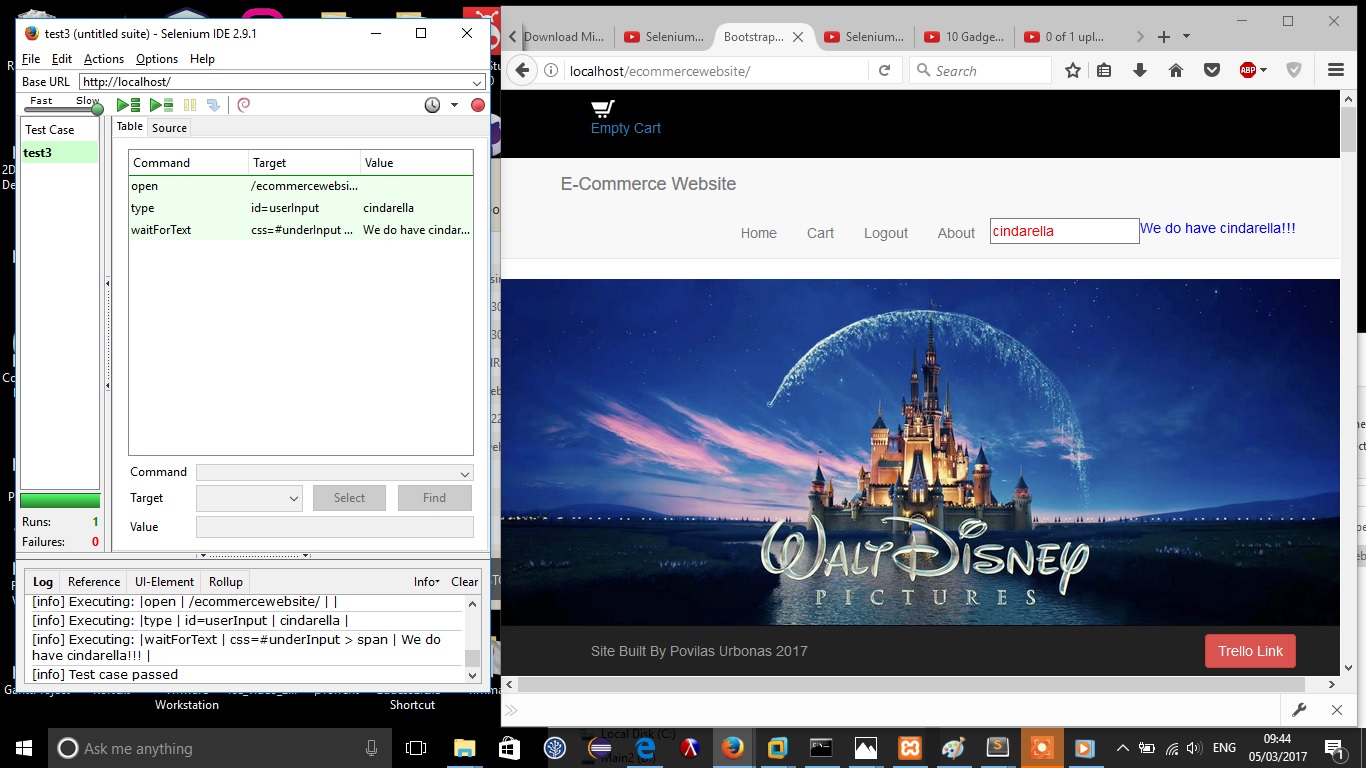 test3 (untitled suite) - Selenium IDE 2.9.1
File Edit Actions Options Help
Base URL http://localhost/
Fast Slow
Test Case
test3
Table Source
Command Target Value
open /ecommercewebsi...
type id=userInput cindarella
waitForText css=#underInput ... We do have cindar...
Command
Target Select Find
Value
Runs: 1
Failures: 0
Log Reference UI-Element Rollup Info Clear
[info] Executing: |open | /ecommercewebsite/ | |
[info] Executing: |type | id=userInput | cindarella |
[info] Executing: |waitForText | css=#underInput > span | We do
have cindarella!!! |
[info] Test case passed
Workstation
Shortcut
Download Mi... Selenium... Bootstrap... Selenium... 10 Gadge... 0 of 1 upl...
localhost/ecommercewebsite/ Search ABP
Empty Cart
E-Commerce Website
Home Cart Logout About cindarella We do have cindarella!!!
WALT DISNEY
PICTURES
Site Built By Povilas Urbonas 2017 Trello Link
Local Disk (C:)
Ask me anything
ENG
09:44
05/03/2017
1